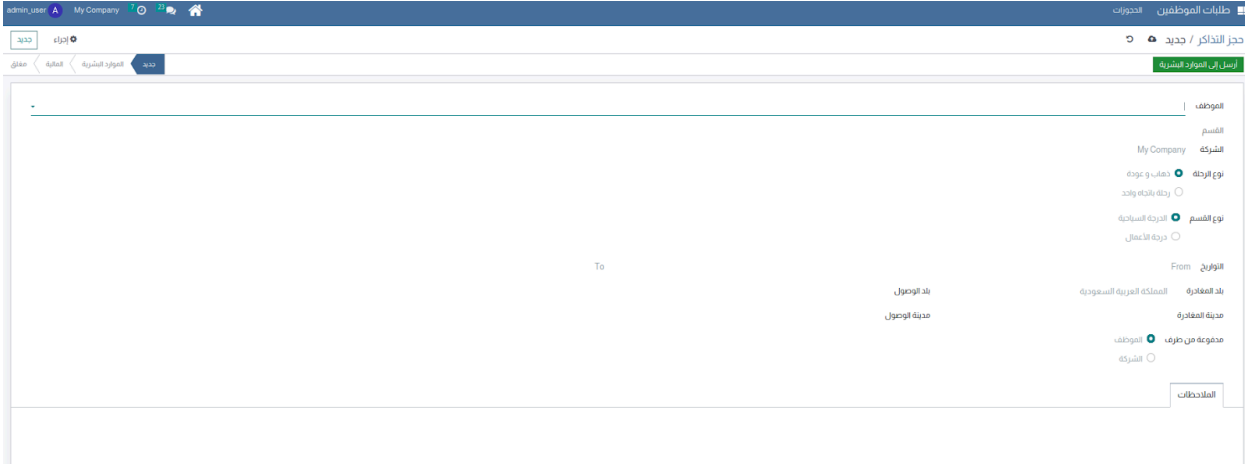 طلبات الموظفين الحجوزات 23 7 My Company A admin_user
حجز التذاكر / جديد إجراء جديد
أرسل إلى الموارد البشرية جديد الموارد البشرية المالية مغلق
الموظف
القسم
الشركة My Company
نوع الرحلة ذهاب و عودة
رحلة باتجاه واحد
نوع القسم الدرجة السياحية
درجة الأعمال
التواريخ From To
بلد المغادرة المملكة العربية السعودية بلد الوصول
مدينة المغادرة مدينة الوصول
مدفوعة من طرف الموظف
الشركة
الملاحظات